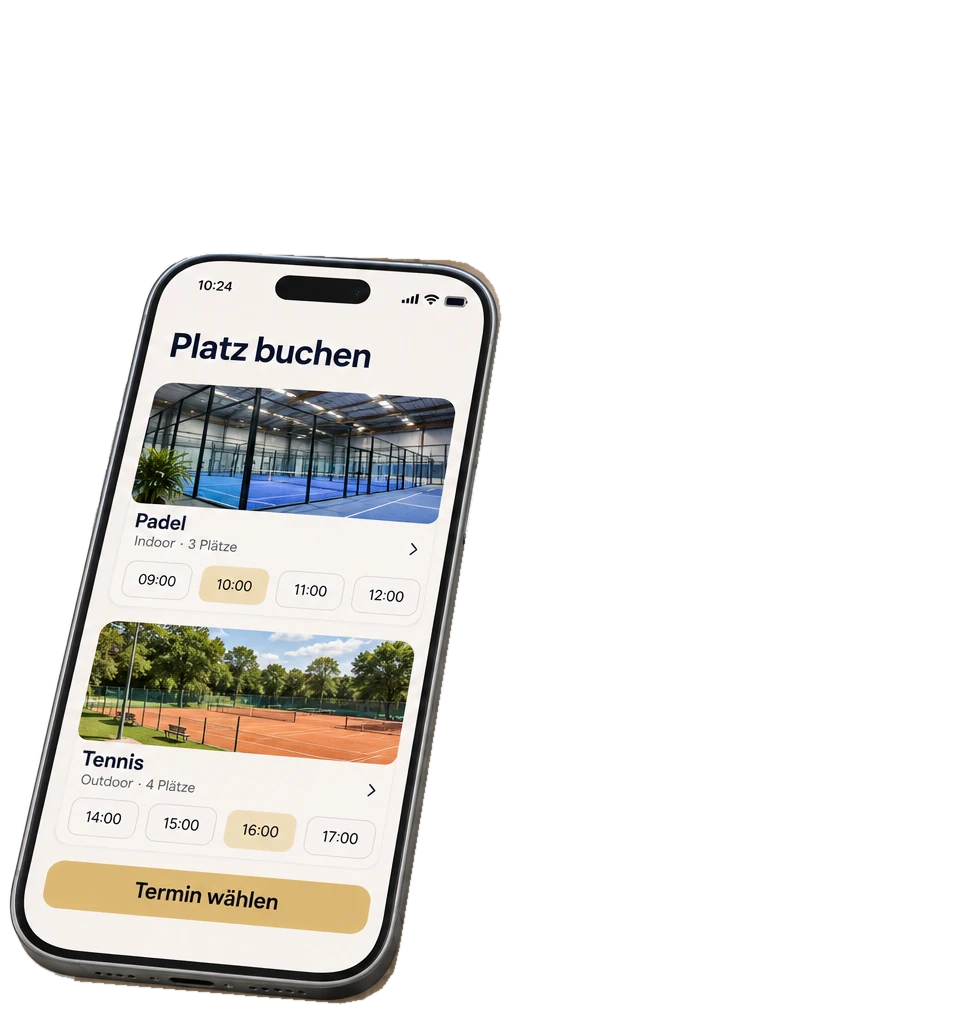 10:24
Platz buchen
Padel
Indoor · 3 Plätze
09:00 10:00 11:00 12:00
Tennis
Outdoor · 4 Plätze
14:00 15:00 16:00 17:00
Termin wählen